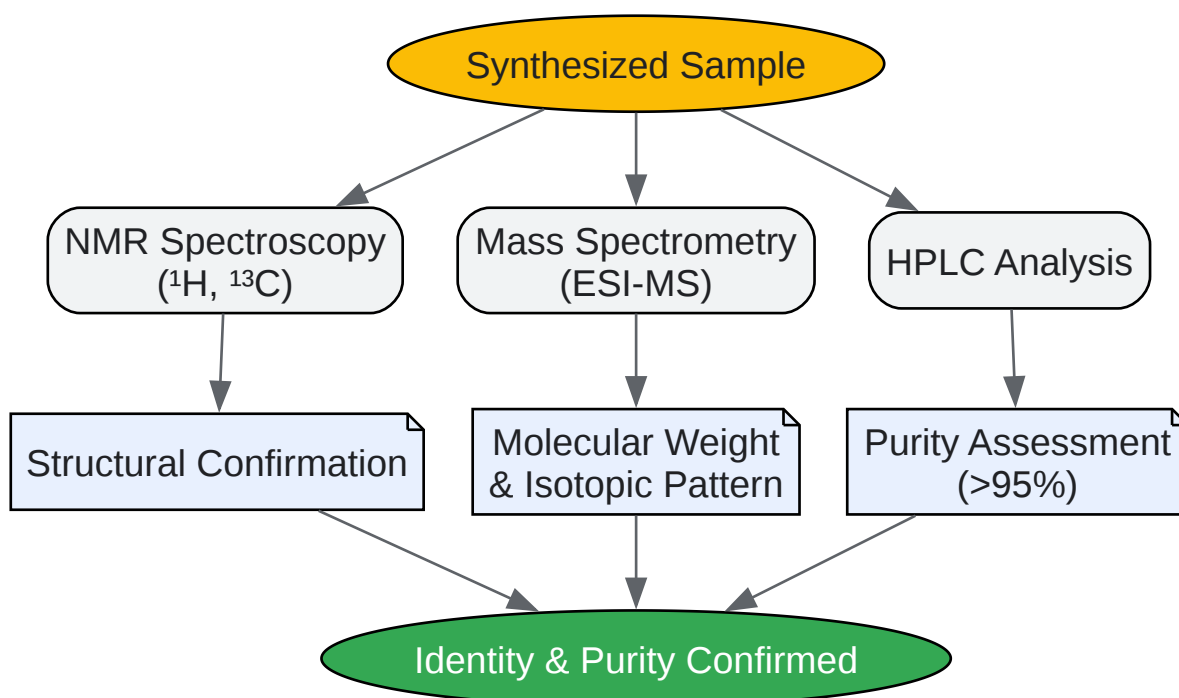 Synthesized Sample
NMR Spectroscopy
(¹H, ¹³C)
Mass Spectrometry
(ESI-MS)
HPLC Analysis
Structural Confirmation
Molecular Weight
& Isotopic Pattern
Purity Assessment
(>95%)
Identity & Purity Confirmed